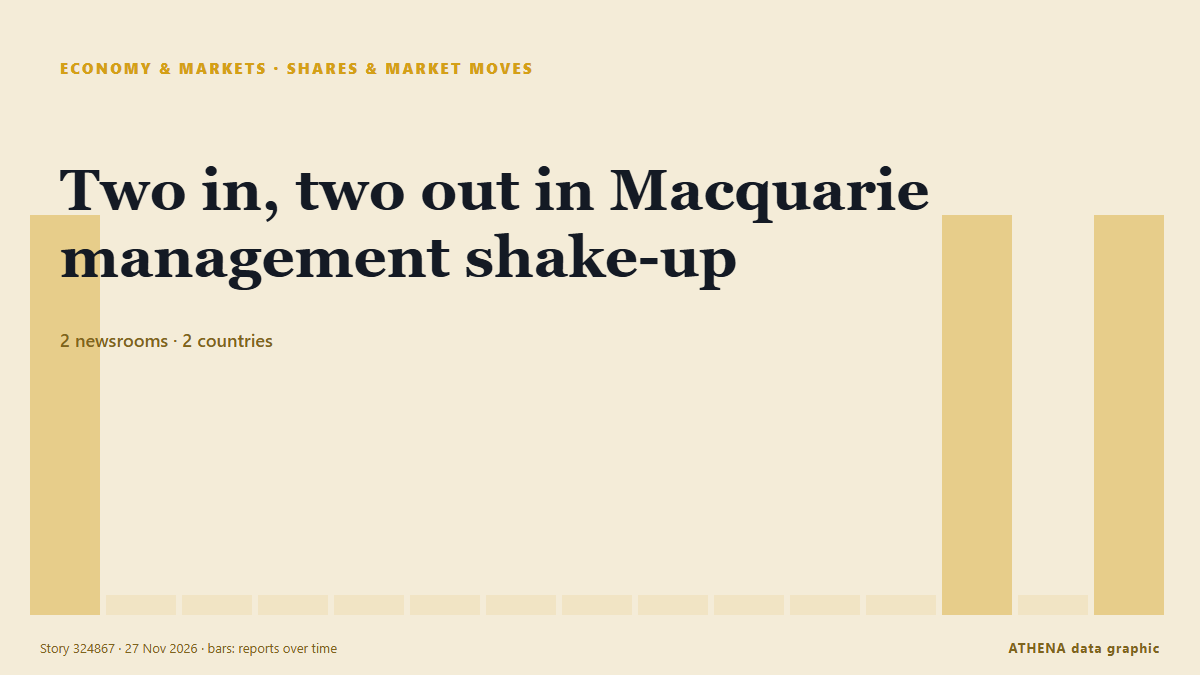 ECONOMY & MARKETS · SHARES & MARKET MOVES
Two in, two out in Macquarie
management shake-up
2 newsrooms · 2 countries
Story 324867 · 27 Nov 2026 · bars: reports over time
ATHENA data graphic